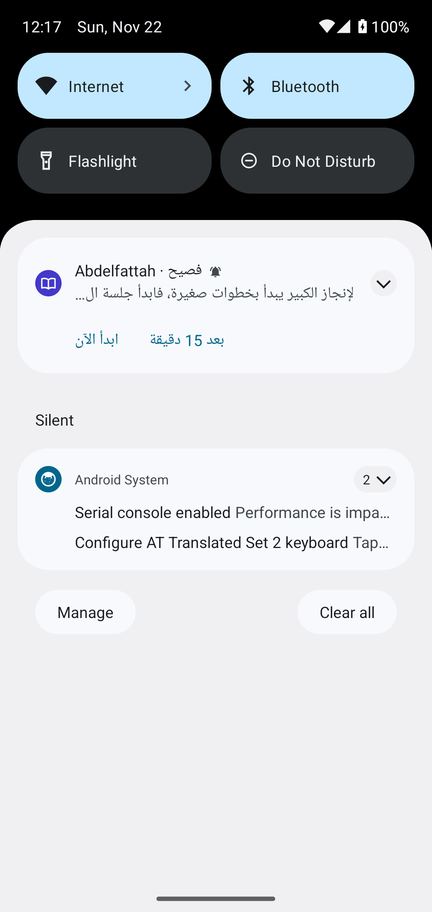 12:17 Sun, Nov 22 100%
Internet
Bluetooth
Flashlight
Do Not Disturb
Abdelfattah · فصيح
لإنجاز الكبير يبدأ بخطوات صغيرة، فابدأ جلسة ال...
ابدأ الآن
بعد 15 دقيقة
Silent
Android System
2
Serial console enabled Performance is impa...
Configure AT Translated Set 2 keyboard Tap...
Manage
Clear all